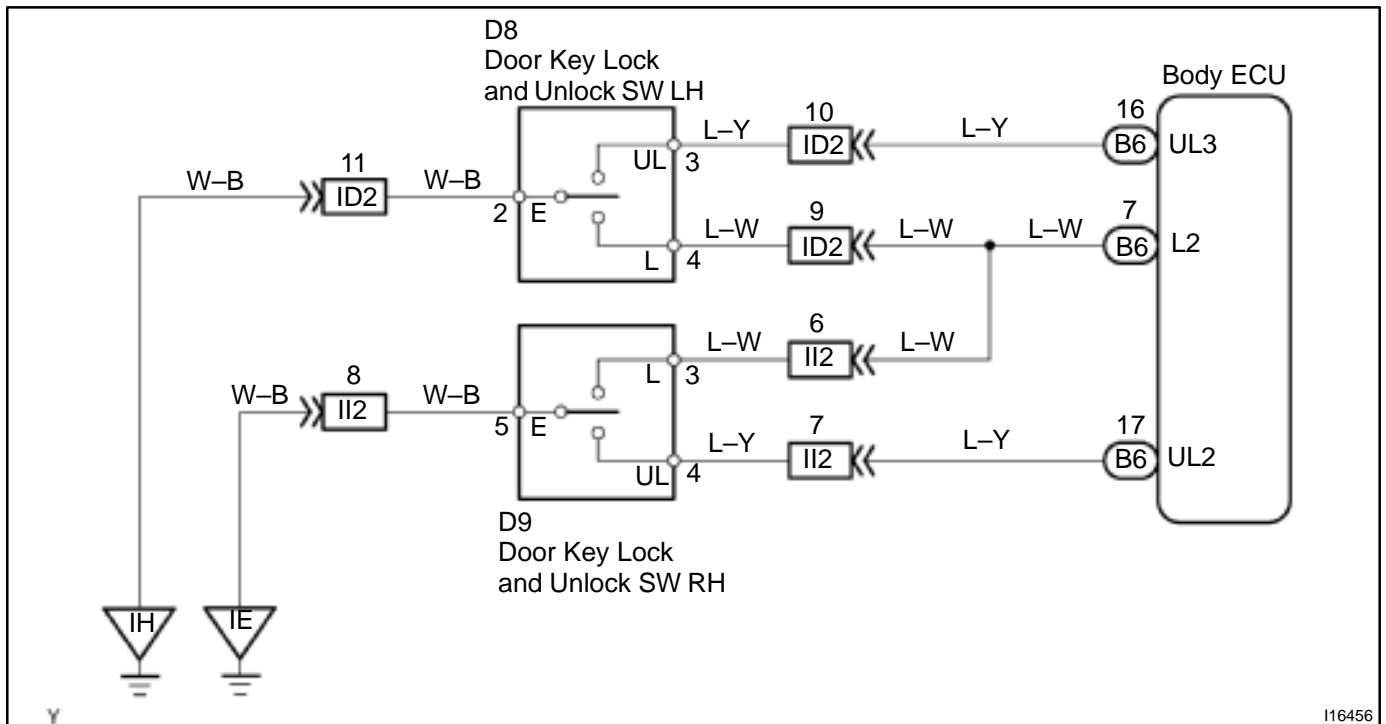 D8
Door Key Lock
and Unlock SW LH
Body ECU
10
16
L–Y
ID2
L–Y
B6
UL3
UL
3
11
W–B
ID2
W–B
2
E
9
7
L–W
ID2
L–W
L–W
B6
L2
L
4
6
L–W
II2
L–W
L
3
8
W–B
II2
W–B
5
E
7
17
L–Y
II2
L–Y
B6
UL2
UL
4
D9
Door Key Lock
and Unlock SW RH
IH
IE
Y
I16456